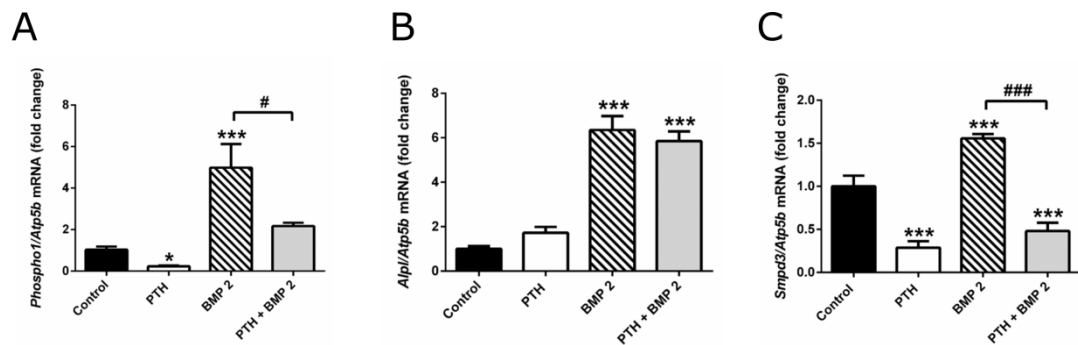 A
Phospho1/Atp5b mRNA (fold change)
8
6
4
2
0
*
***
#
Control
PTH
BMP 2
PTH + BMP 2
B
Alpl/Atp5b mRNA (fold change)
8
6
4
2
0
***
***
Control
PTH
BMP 2
PTH + BMP 2
C
Smpd3/Atp5b mRNA (fold change)
2.0
1.5
1.0
0.5
0.0
***
***
###
***
Control
PTH
BMP 2
PTH + BMP 2